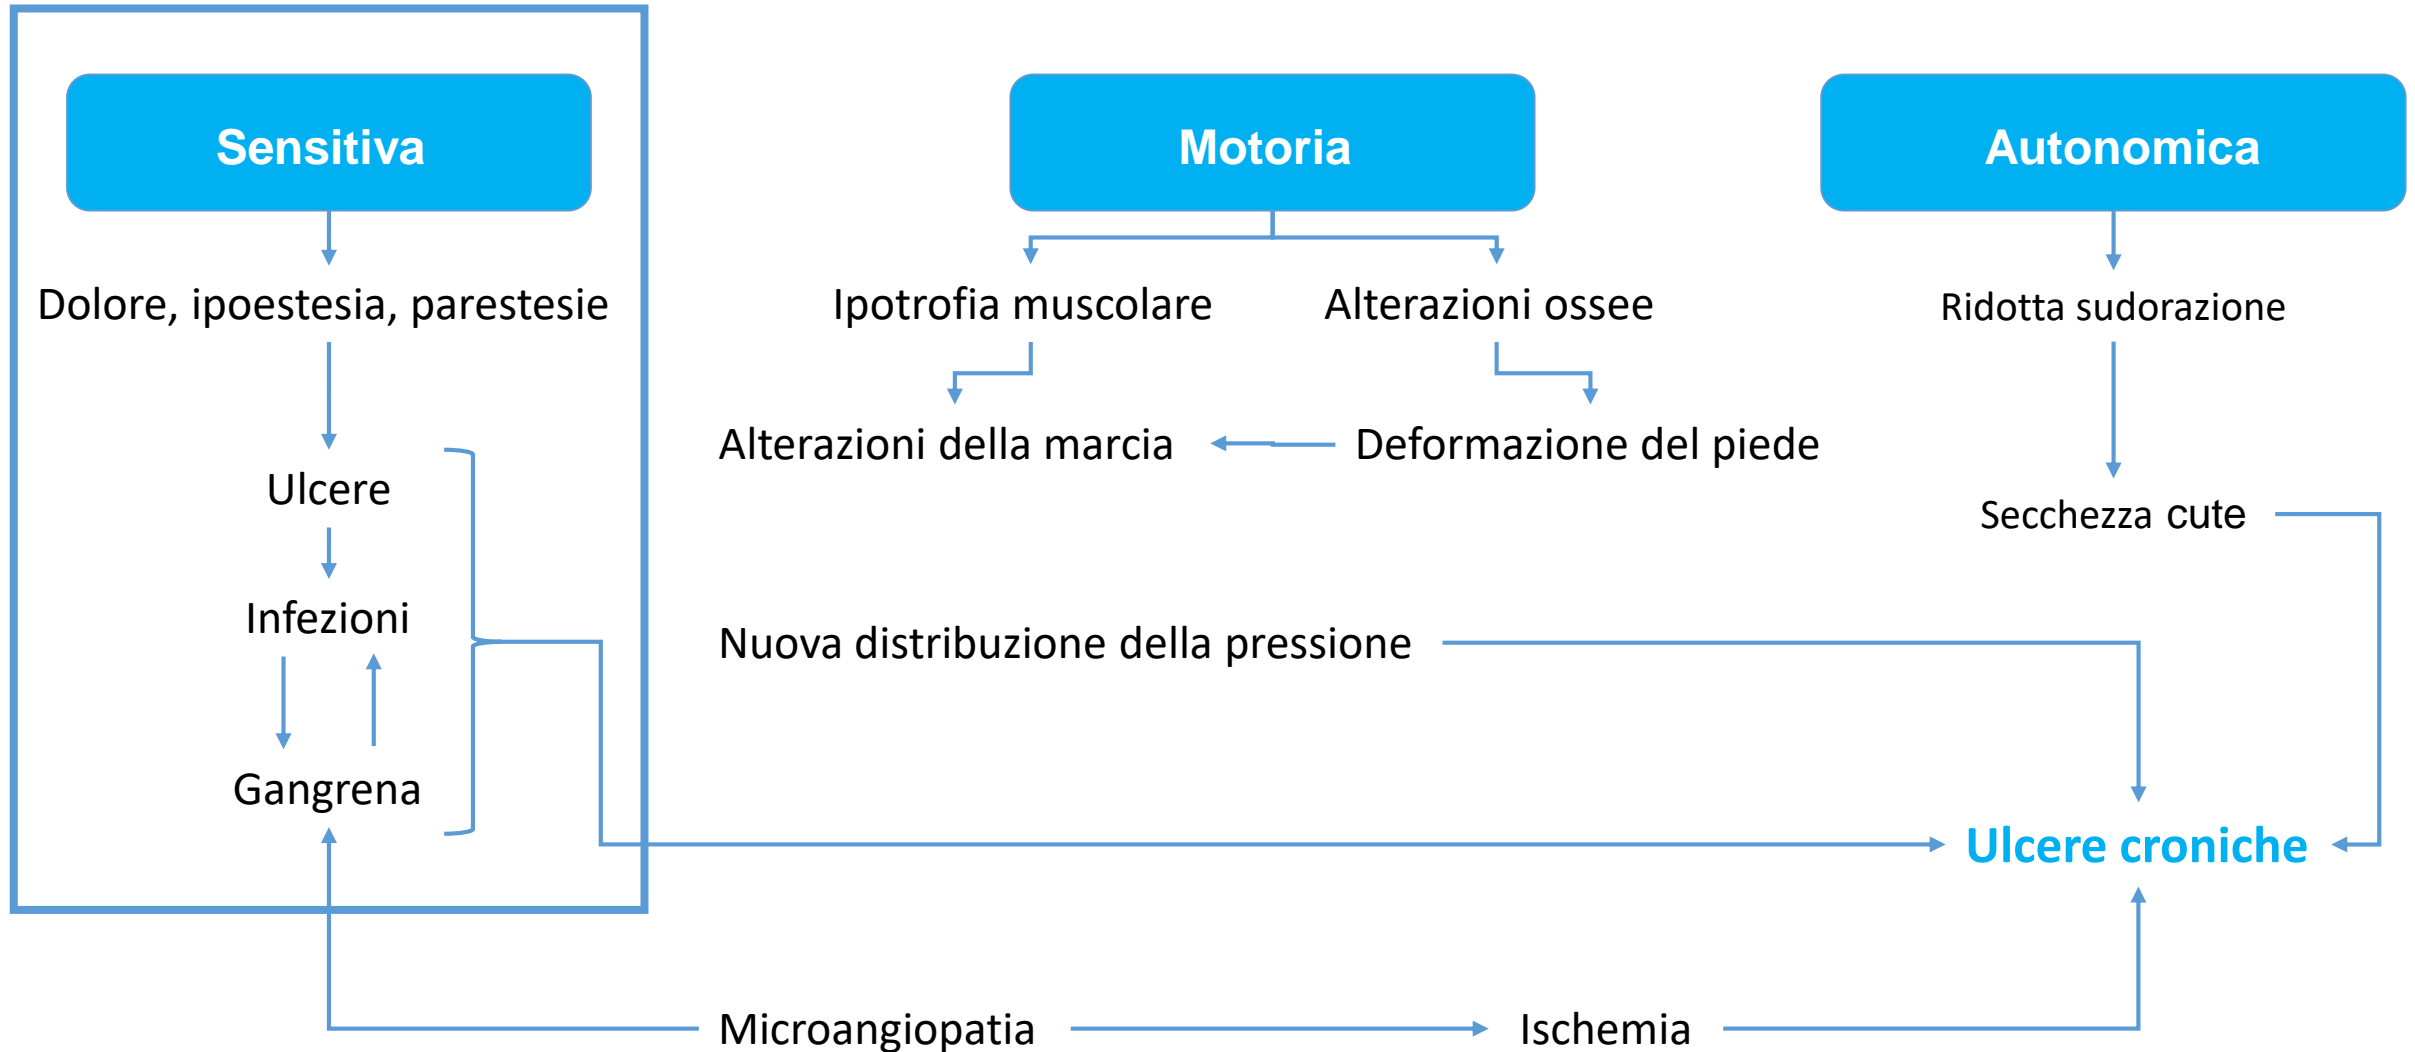 Sensitiva
Motoria
Autonomica
Dolore, ipoestesia, parestesie
Ipotrofia muscolare
Alterazioni ossee
Ridotta sudorazione
Alterazioni della marcia
Deformazione del piede
Ulcere
Secchezza cute
Infezioni
Nuova distribuzione della pressione
Gangrena
Ulcere croniche
Microangiopatia
Ischemia